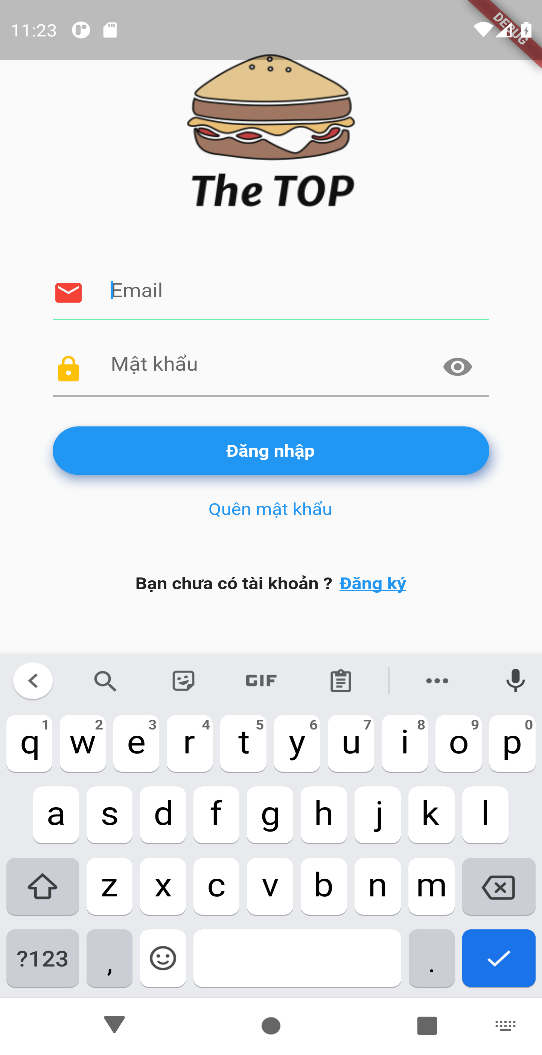 11:23
DEBUG
The TOP
Email
Mật khẩu
Đăng nhập
Quên mật khẩu
Bạn chưa có tài khoản ? Đăng ký
GIF
1 2 3 4 5 6 7 8 9 0
q w e r t y u i o p
a s d f g h j k l
z x c v b n m
?123 , .